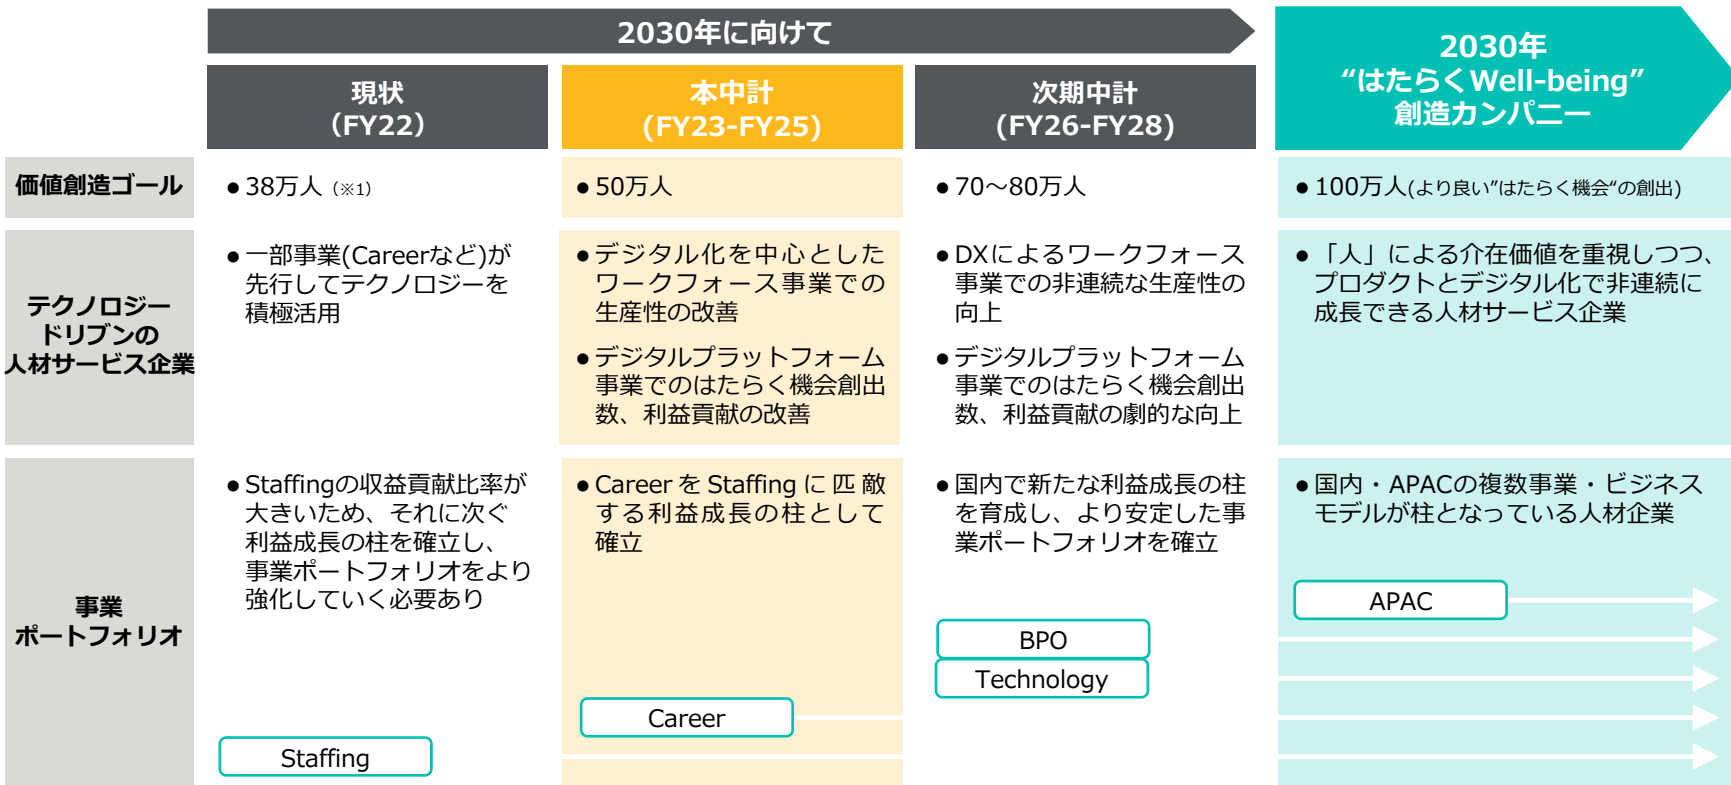 2030年に向けて
2030年
“はたらくWell-being”
創造カンパニー
現状
（FY22）
本中計
(FY23-FY25)
次期中計
(FY26-FY28)
価値創造ゴール
●38万人（※1）
●50万人
●70～80万人
●100万人(より良い”はたらく機会“の創出)
テクノロジー
ドリブンの
人材サービス企業
●一部事業(Careerなど)が
先行してテクノロジーを
積極活用
●デジタル化を中心とした
ワークフォース事業での
生産性の改善
●デジタルプラットフォーム
事業でのはたらく機会創出
数、利益貢献の改善
●DXによるワークフォース
事業での非連続な生産性の
向上
●デジタルプラットフォーム
事業でのはたらく機会創出
数、利益貢献の劇的な向上
●「人」による介在価値を重視しつつ、
プロダクトとデジタル化で非連続に
成長できる人材サービス企業
事業
ポートフォリオ
●Staffingの収益貢献比率が
大きいため、それに次ぐ
利益成長の柱を確立し、
事業ポートフォリオをより
強化していく必要あり
Staffing
●CareerをStaffingに匹敵
する利益成長の柱として
確立
Career
●国内で新たな利益成長の柱
を育成し、より安定した事
業ポートフォリオを確立
BPO
Technology
●国内・APACの複数事業・ビジネス
モデルが柱となっている人材企業
APAC